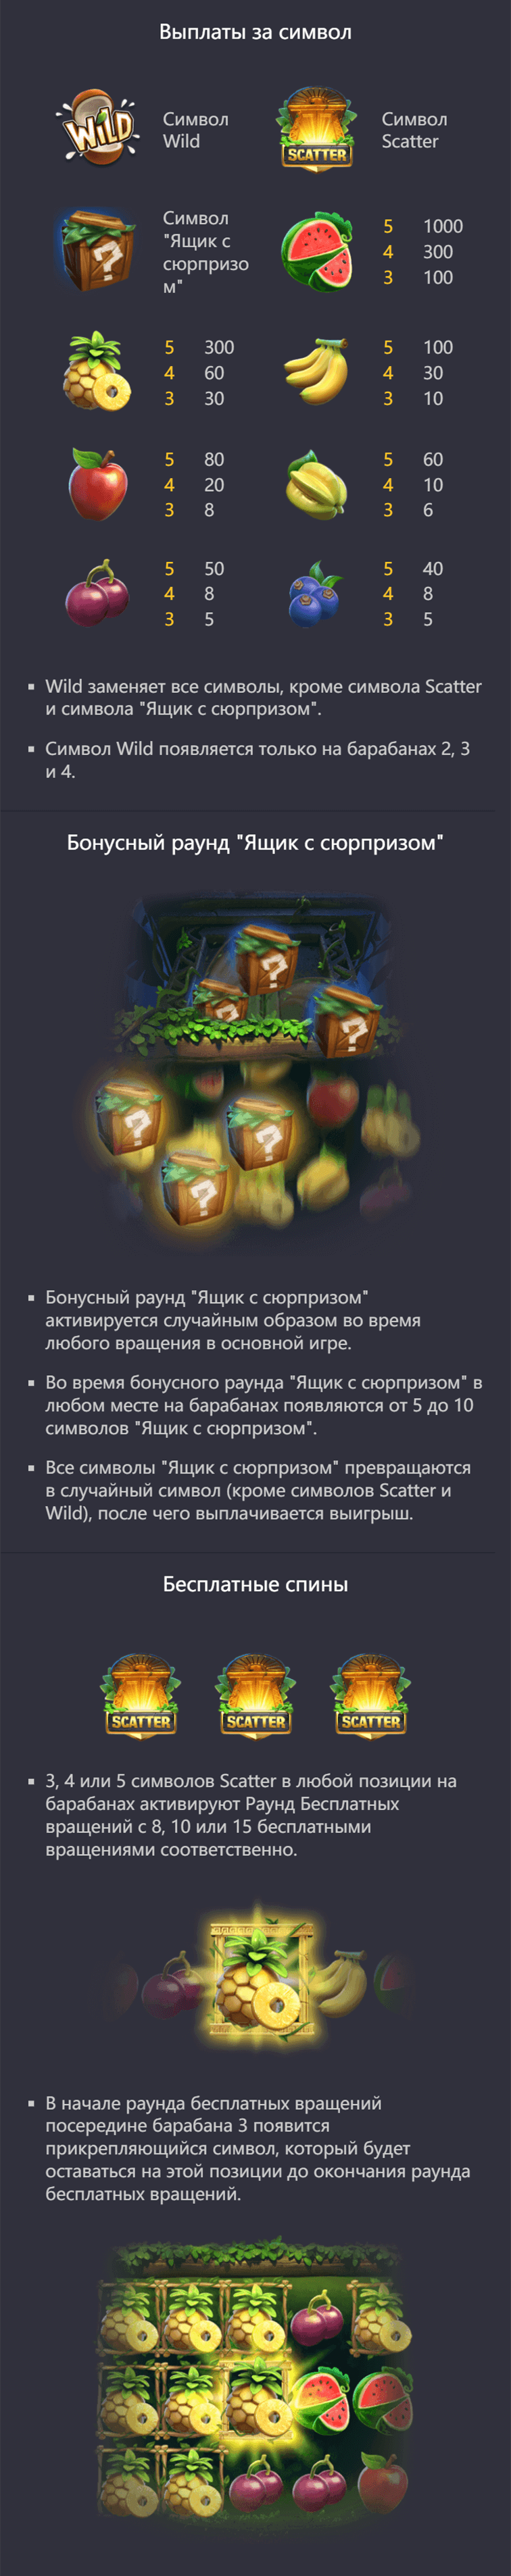 Выплаты за символ
WILD
Символ
Wild
SCATTER
Символ
Scatter
?
Символ
"Ящик с
сюрпризо
м"
5 1000
4 300
3 100
5 300
4 60
3 30
5 100
4 30
3 10
5 80
4 20
3 8
5 60
4 10
3 6
5 50
4 8
3 5
5 40
4 8
3 5
Wild заменяет все символы, кроме символа Scatter
и символа "Ящик с сюрпризом".
Символ Wild появляется только на барабанах 2, 3
и 4.
Бонусный раунд "Ящик с сюрпризом"
?
?
?
?
?
?
Бонусный раунд "Ящик с сюрпризом"
активируется случайным образом во время
любого вращения в основной игре.
Во время бонусного раунда "Ящик с сюрпризом" в
любом месте на барабанах появляются от 5 до 10
символов "Ящик с сюрпризом".
Все символы "Ящик с сюрпризом" превращаются
в случайный символ (кроме символов Scatter и
Wild), после чего выплачивается выигрыш.
Бесплатные спины
SCATTER SCATTER SCATTER
3, 4 или 5 символов Scatter в любой позиции на
барабанах активируют Раунд Бесплатных
вращений с 8, 10 или 15 бесплатными
вращениями соответственно.
В начале раунда бесплатных вращений
посередине барабана 3 появится
прикрепляющийся символ, который будет
оставаться на этой позиции до окончания раунда
бесплатных вращений.